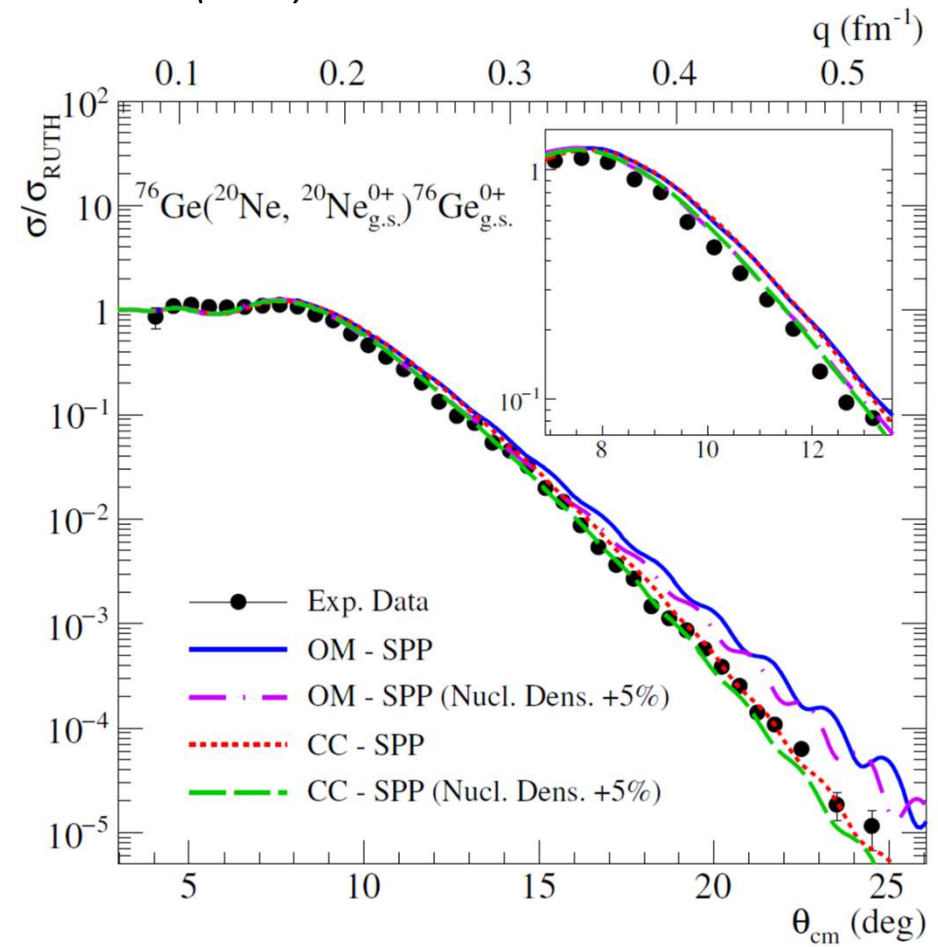 q (fm⁻¹)
0.1 0.2 0.3 0.4 0.5
σ/σ_RUTH
10² 10 1 10⁻¹ 10⁻² 10⁻³ 10⁻⁴ 10⁻⁵
⁷⁶Ge(²⁰Ne, ²⁰Ne⁰⁺g.s.)⁷⁶Ge⁰⁺g.s.
1
10⁻¹
8 10 12
Exp. Data
OM - SPP
OM - SPP (Nucl. Dens. +5%)
CC - SPP
CC - SPP (Nucl. Dens. +5%)
5 10 15 20 25
θcm (deg)